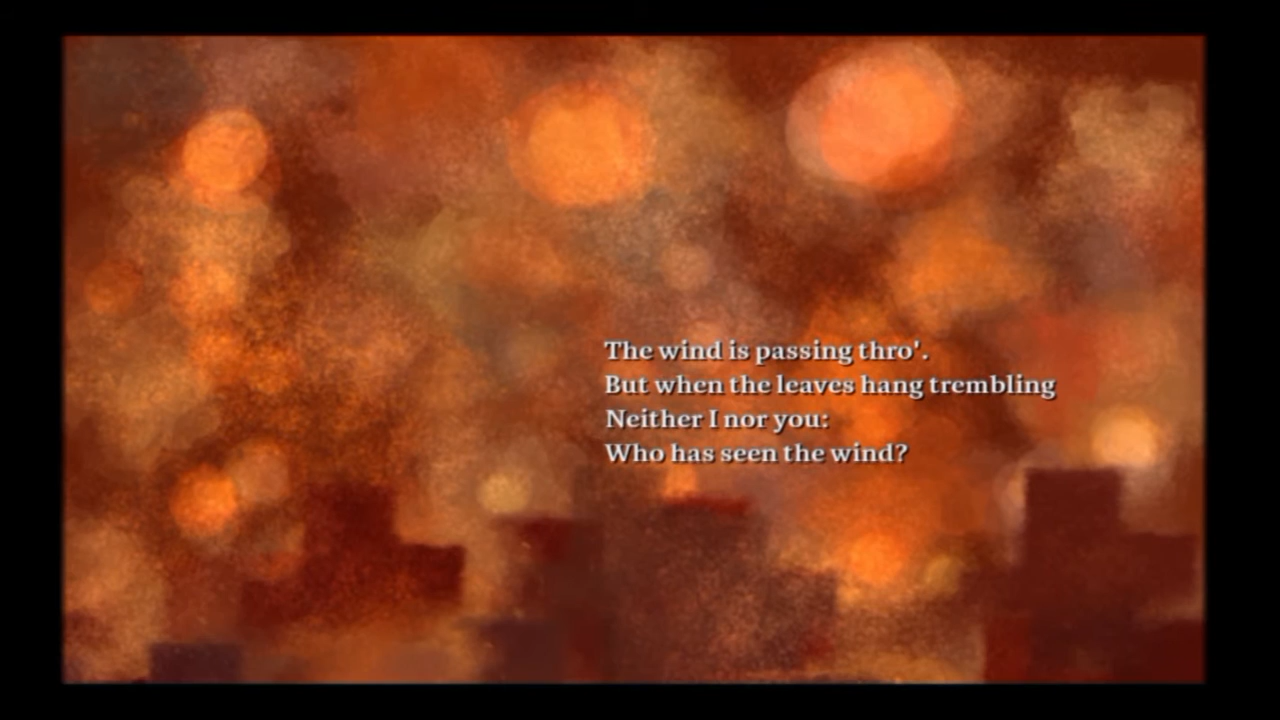 The wind is passing thro'.
But when the leaves hang trembling
Neither I nor you:
Who has seen the wind?